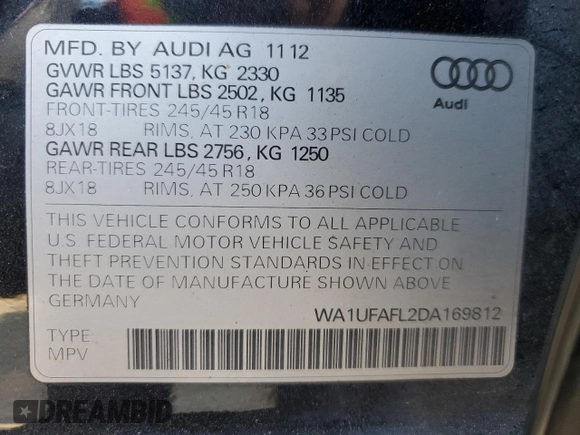 MFD. BY AUDI AG 11 12
GVWR LBS 5137, KG 2330
GAWR FRONT LBS 2502, KG 1135
FRONT-TIRES 245/45 R18
8JX18 RIMS, AT 230 KPA 33 PSI COLD
GAWR REAR LBS 2756, KG 1250
REAR-TIRES 245/45 R18
8JX18 RIMS, AT 250 KPA 36 PSI COLD
Audi
THIS VEHICLE CONFORMS TO ALL APPLICABLE
U.S. FEDERAL MOTOR VEHICLE SAFETY AND
THEFT PREVENTION STANDARDS IN EFFECT ON
THE DATE OF MANUFACTURE SHOWN ABOVE
WA1UFAFL2DA169812
TYPE:
MPV
DREAMBID